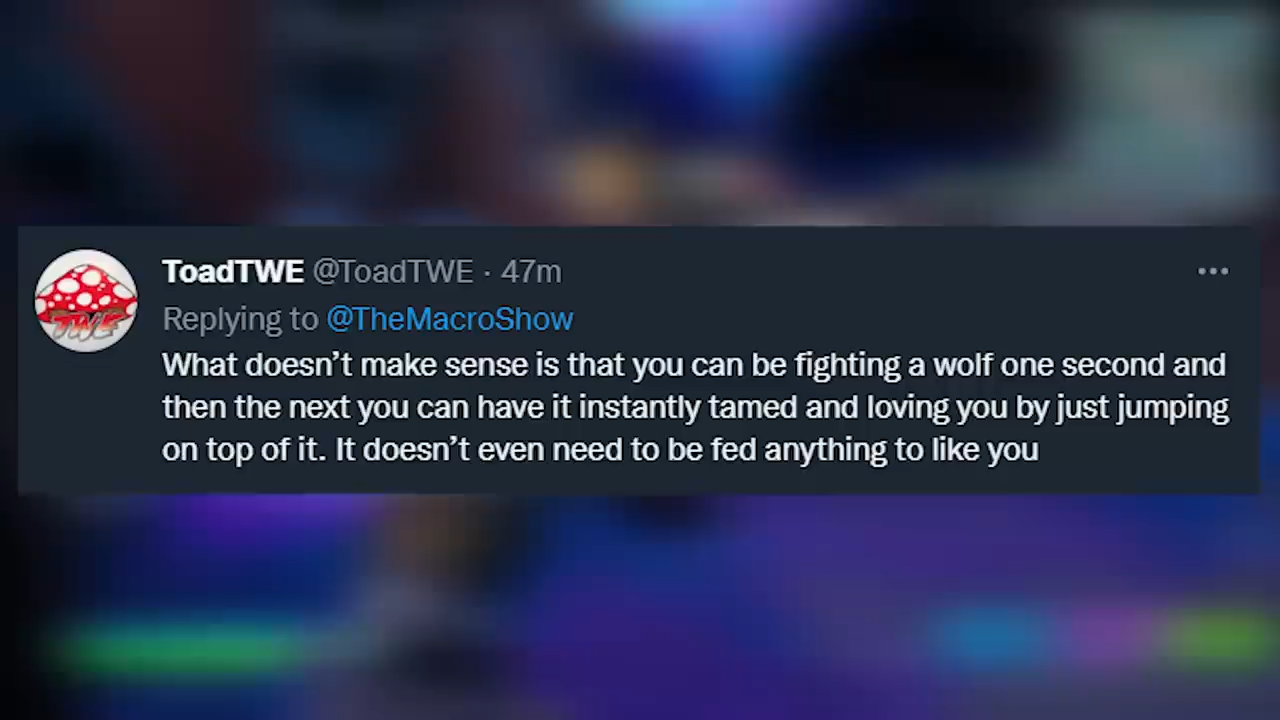 ToadTWE @ToadTWE · 47m
Replying to @TheMacroShow
What doesn’t make sense is that you can be fighting a wolf one second and
then the next you can have it instantly tamed and loving you by just jumping
on top of it. It doesn’t even need to be fed anything to like you
TWE